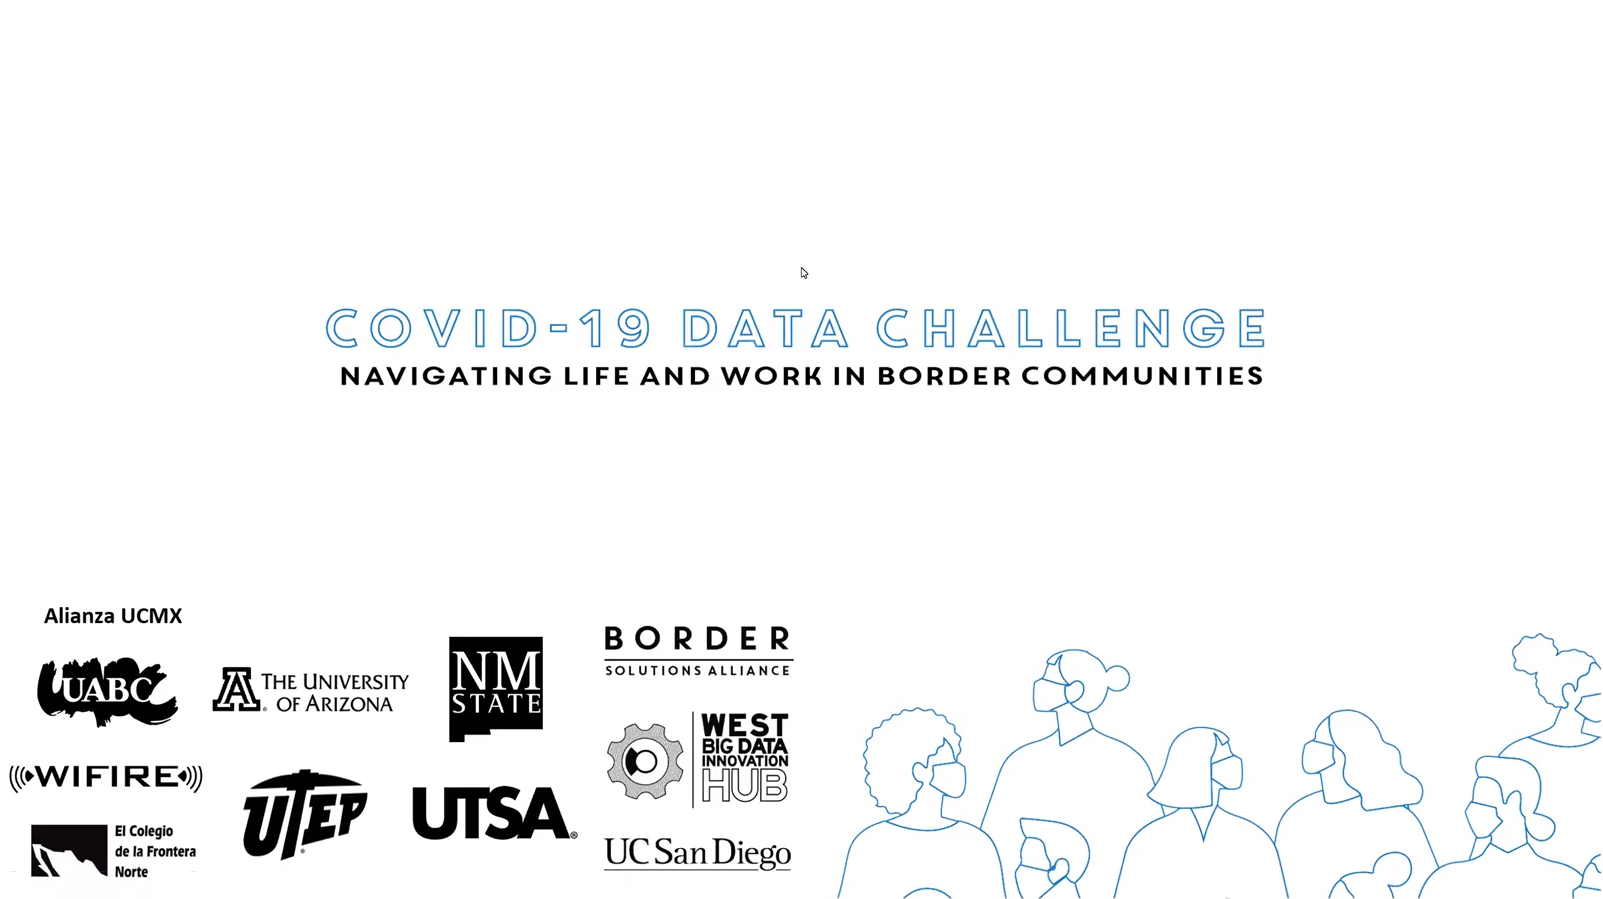 COVID-19 DATA CHALLENGE
NAVIGATING LIFE AND WORK IN BORDER COMMUNITIES
Alianza UCMX
UABC
THE UNIVERSITY
OF ARIZONA
NM
STATE
BORDER
SOLUTIONS ALLIANCE
WEST
BIG DATA
INNOVATION
HUB
WIFIRE
UTEP
UTSA
UC San Diego
El Colegio
de la Frontera
Norte